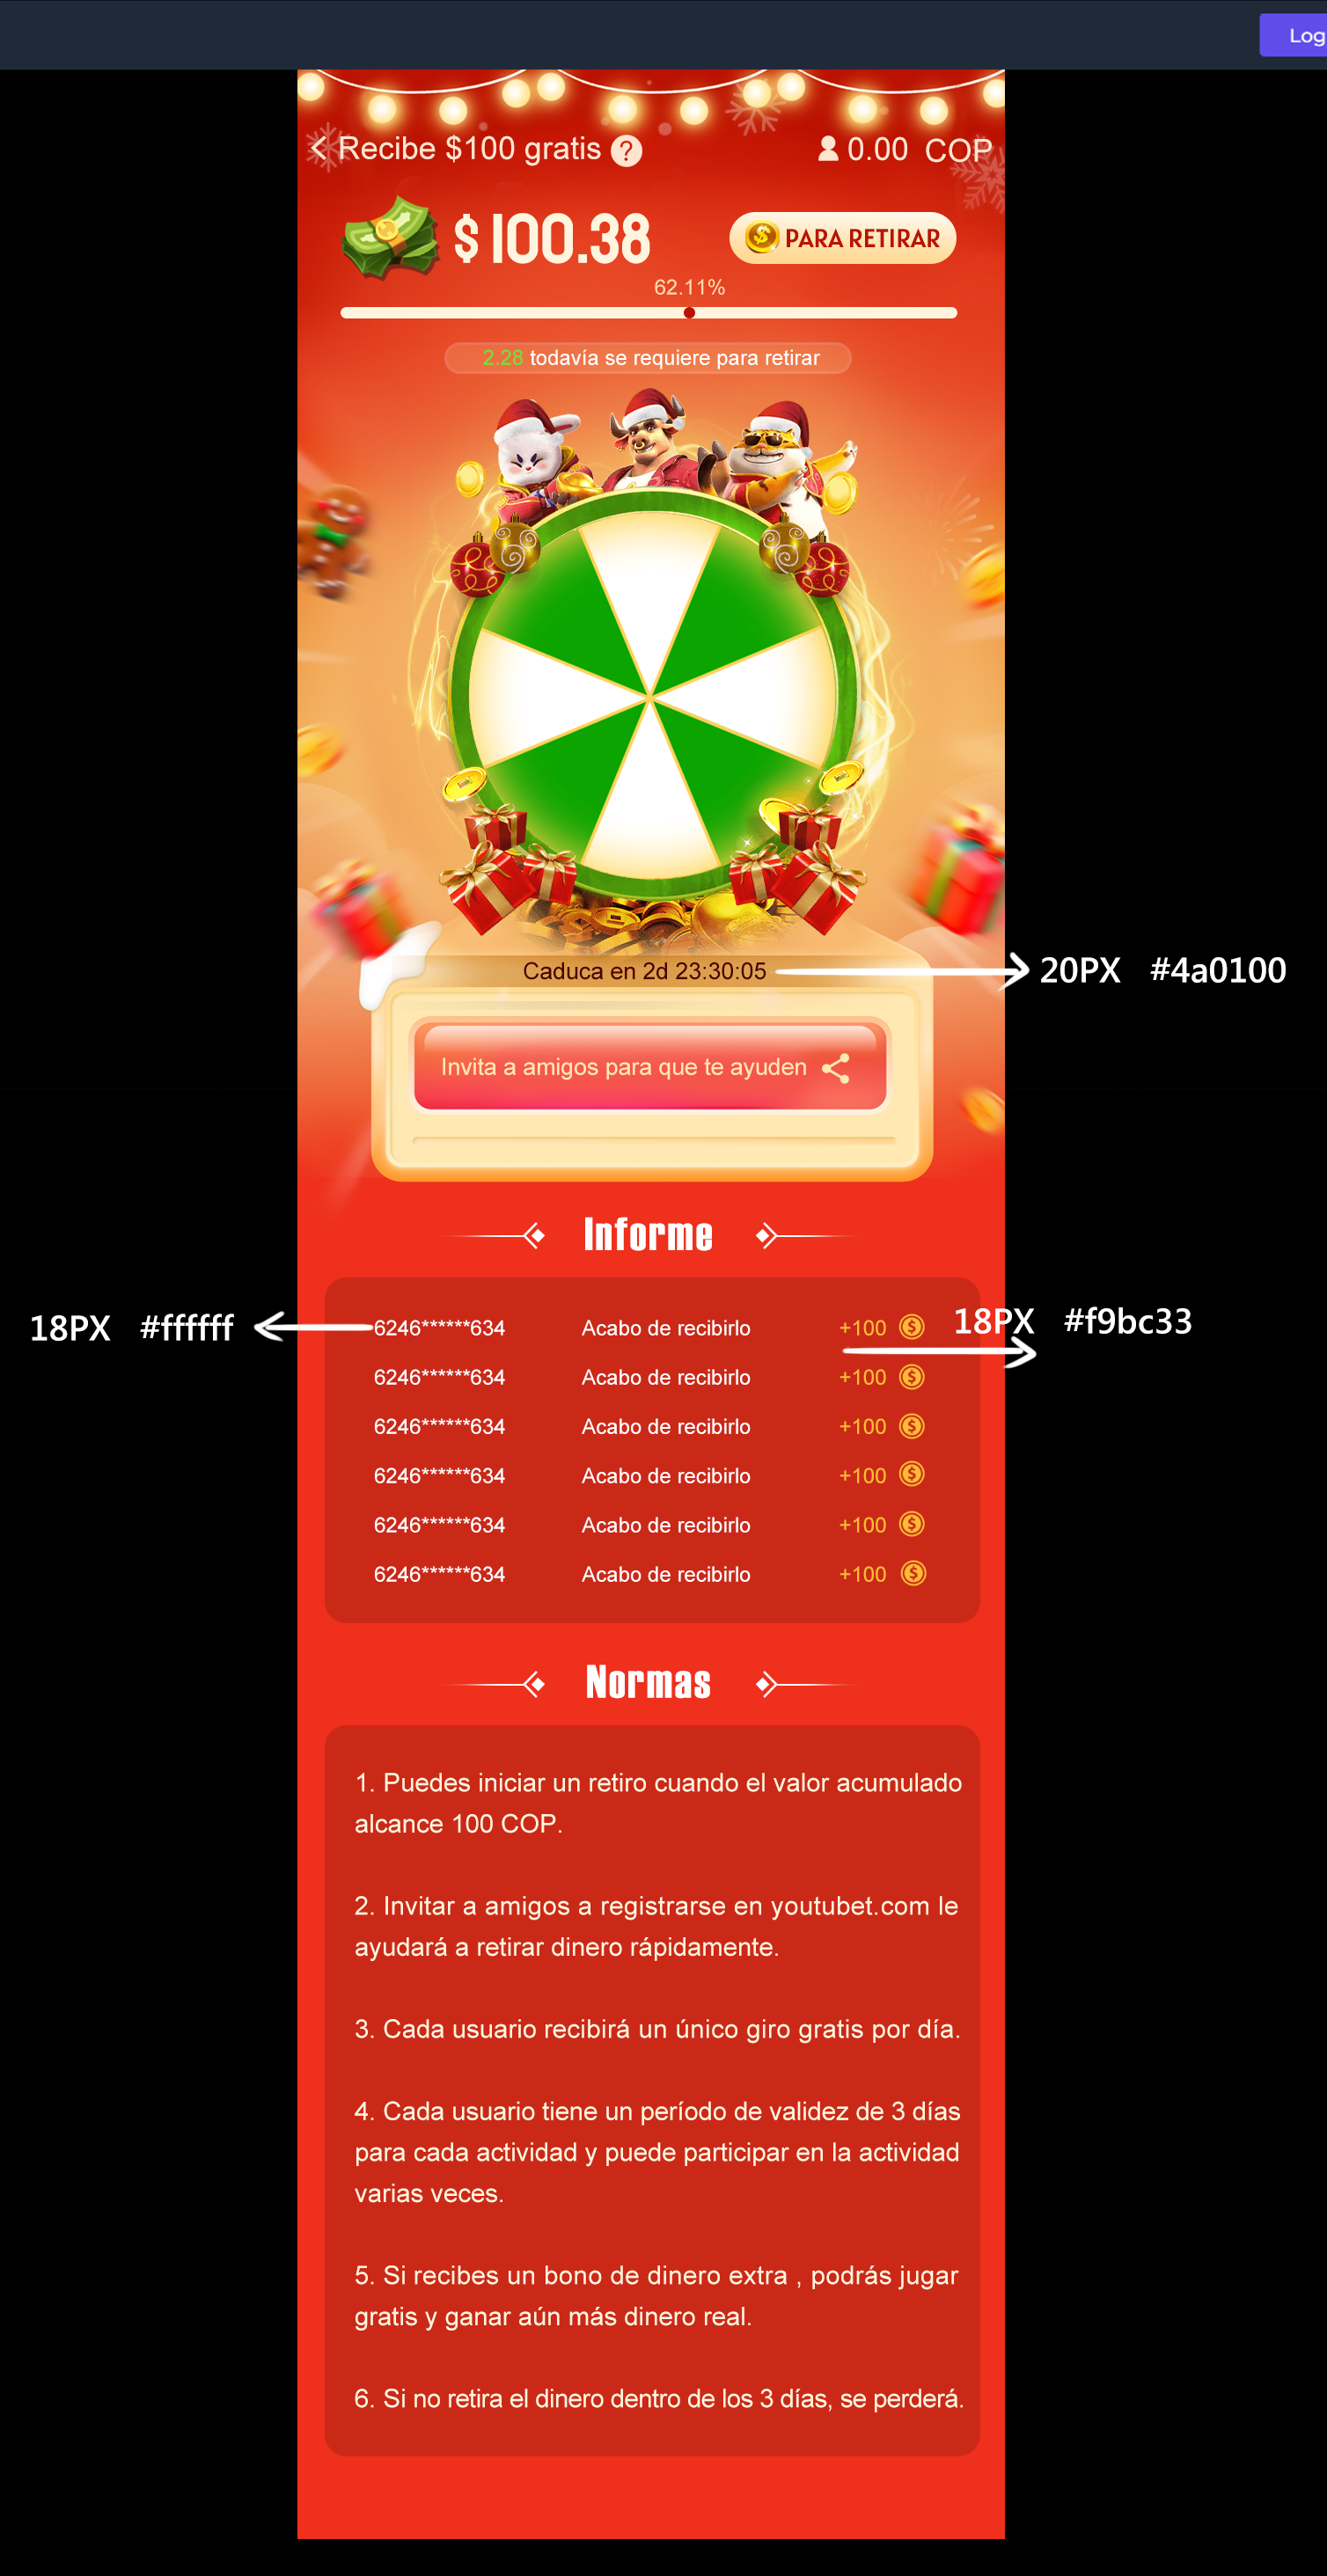 Log
Recibe $100 gratis ?
0.00 COP
$ 100.38
PARA RETIRAR
62.11%
2.28 todavía se requiere para retirar
Caduca en 2d 23:30:05
20PX #4a0100
Invita a amigos para que te ayuden
Informe
18PX #ffffff
6246******634 Acabo de recibirlo +100
18PX #f9bc33
6246******634 Acabo de recibirlo +100
6246******634 Acabo de recibirlo +100
6246******634 Acabo de recibirlo +100
6246******634 Acabo de recibirlo +100
6246******634 Acabo de recibirlo +100
Normas
1. Puedes iniciar un retiro cuando el valor acumulado
alcance 100 COP.
2. Invitar a amigos a registrarse en youtubet.com le
ayudará a retirar dinero rápidamente.
3. Cada usuario recibirá un único giro gratis por día.
4. Cada usuario tiene un período de validez de 3 días
para cada actividad y puede participar en la actividad
varias veces.
5. Si recibes un bono de dinero extra , podrás jugar
gratis y ganar aún más dinero real.
6. Si no retira el dinero dentro de los 3 días, se perderá.